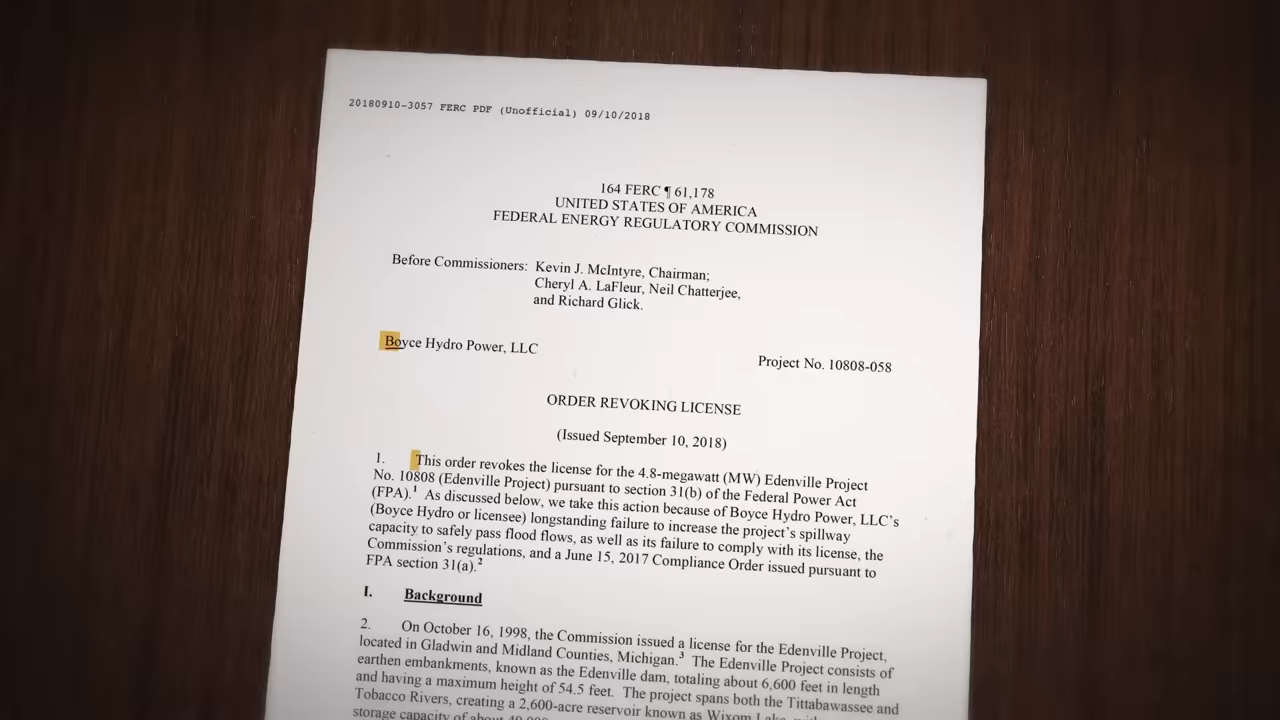 20180910-3057 FERC PDF (Unofficial) 09/10/2018
164 FERC ¶ 61,178
UNITED STATES OF AMERICA
FEDERAL ENERGY REGULATORY COMMISSION
Before Commissioners: Kevin J. McIntyre, Chairman;
Cheryl A. LaFleur, Neil Chatterjee,
and Richard Glick.
Boyce Hydro Power, LLC
Project No. 10808-058
ORDER REVOKING LICENSE
(Issued September 10, 2018)
1. This order revokes the license for the 4.8-megawatt (MW) Edenville Project
No. 10808 (Edenville Project) pursuant to section 31(b) of the Federal Power Act
(FPA).1 As discussed below, we take this action because of Boyce Hydro Power, LLC's
(Boyce Hydro or licensee) longstanding failure to increase the project's spillway
capacity to safely pass flood flows, as well as its failure to comply with its license, the
Commission's regulations, and a June 15, 2017 Compliance Order issued pursuant to
FPA section 31(a).2
I. Background
2. On October 16, 1998, the Commission issued a license for the Edenville Project,
located in Gladwin and Midland Counties, Michigan.3 The Edenville Project consists of
earthen embankments, known as the Edenville dam, totaling about 6,600 feet in length
and having a maximum height of 54.5 feet. The project spans both the Tittabawassee and
Tobacco Rivers, creating a 2,600-acre reservoir known as Wixom Lake
storage capacity of about